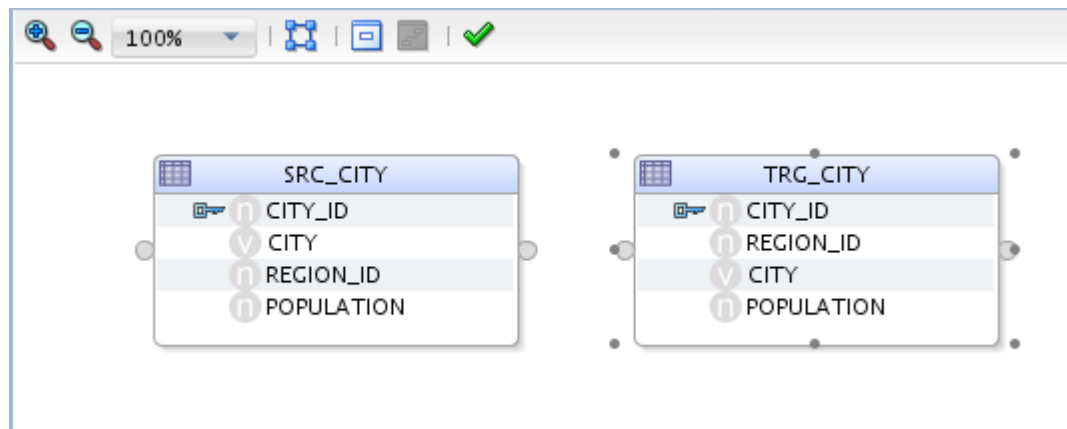 100%
SRC_CITY
n CITY_ID
v CITY
n REGION_ID
n POPULATION
TRG_CITY
n CITY_ID
n REGION_ID
v CITY
n POPULATION